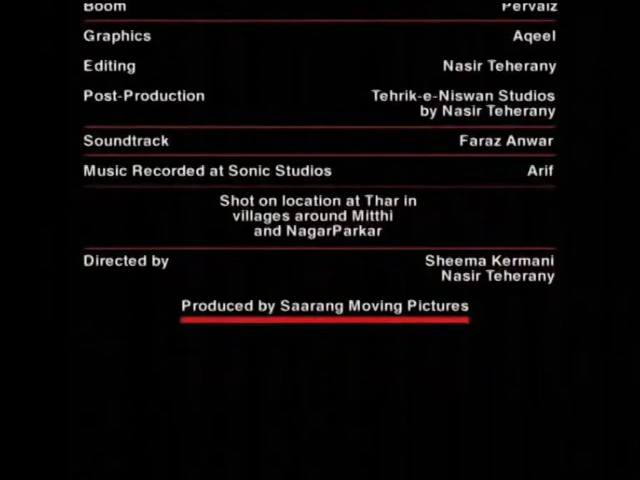 Boom Pervaiz
Graphics Aqeel
Editing Nasir Teherany
Post-Production Tehrik-e-Niswan Studios
by Nasir Teherany
Soundtrack Faraz Anwar
Music Recorded at Sonic Studios Arif
Shot on location at Thar in
villages around Mitthi
and NagarParkar
Directed by Sheema Kermani
Nasir Teherany
Produced by Saarang Moving Pictures